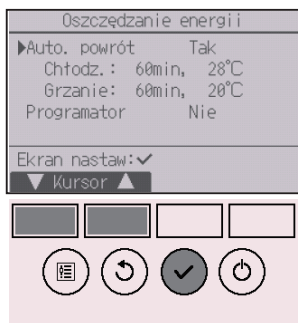 Oszczędzanie energii
▶Auto. powrót Tak
Chłodz.: 60min, 28°C
Grzanie: 60min, 20°C
Programator Nie
Ekran nastaw:✓
▼ Kursor ▲